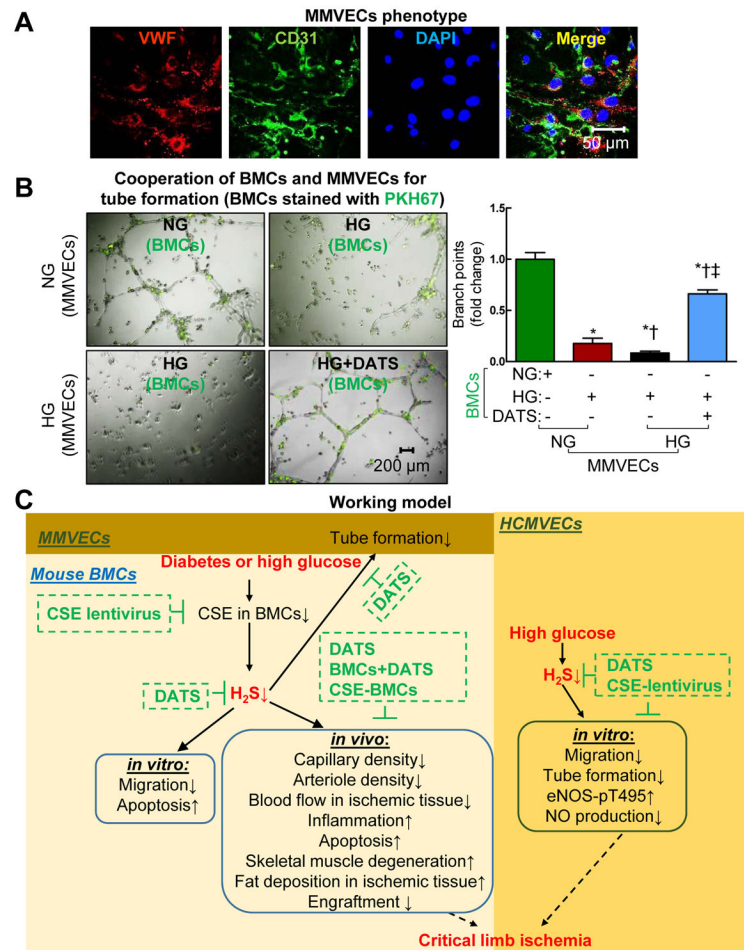 A
MMVECs phenotype
VWF
CD31
DAPI
Merge
50 µm
B
Cooperation of BMCs and MMVECs for
tube formation (BMCs stained with PKH67)
NG
(MMVECs)
NG
(BMCs)
HG
(BMCs)
HG
(MMVECs)
HG
(BMCs)
HG+DATS
(BMCs)
200 µm
Branch points
(fold change)
1.5
1.0
0.5
0.0
*
*†
*†‡
BMCs
NG: + - - -
HG: - + + +
DATS: - - - +
NG HG
MMVECs
C
Working model
MMVECs
Tube formation↓
HCMVECs
Mouse BMCs
Diabetes or high glucose
DATS
CSE lentivirus
CSE in BMCs↓
DATS
BMCs+DATS
CSE-BMCs
DATS
H₂S↓
High glucose
H₂S↓
DATS
CSE-lentivirus
in vitro:
Migration↓
Apoptosis↑
in vivo:
Capillary density↓
Arteriole density↓
Blood flow in ischemic tissue↓
Inflammation↑
Apoptosis↑
Skeletal muscle degeneration↑
Fat deposition in ischemic tissue↑
Engraftment ↓
in vitro:
Migration↓
Tube formation↓
eNOS-pT495↑
NO production↓
Critical limb ischemia